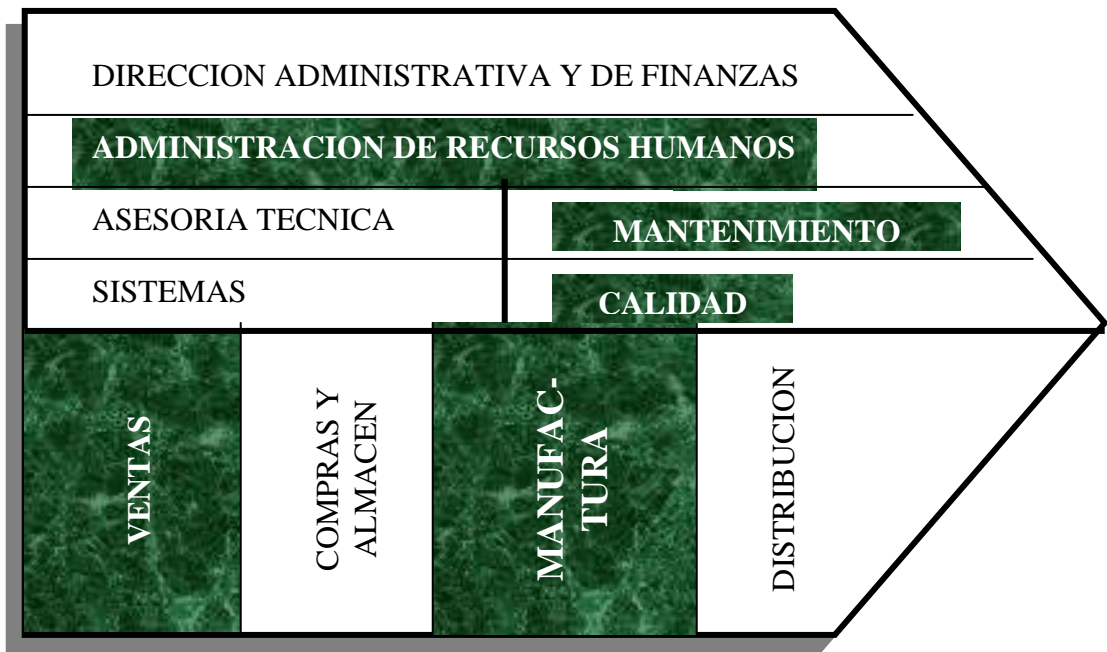 DIRECCION ADMINISTRATIVA Y DE FINANZAS
ADMINISTRACION DE RECURSOS HUMANOS
ASESORIA TECNICA
MANTENIMIENTO
SISTEMAS
CALIDAD
VENTAS
COMPRAS Y
ALMACEN
MANUFAC-
TURA
DISTRIBUCION